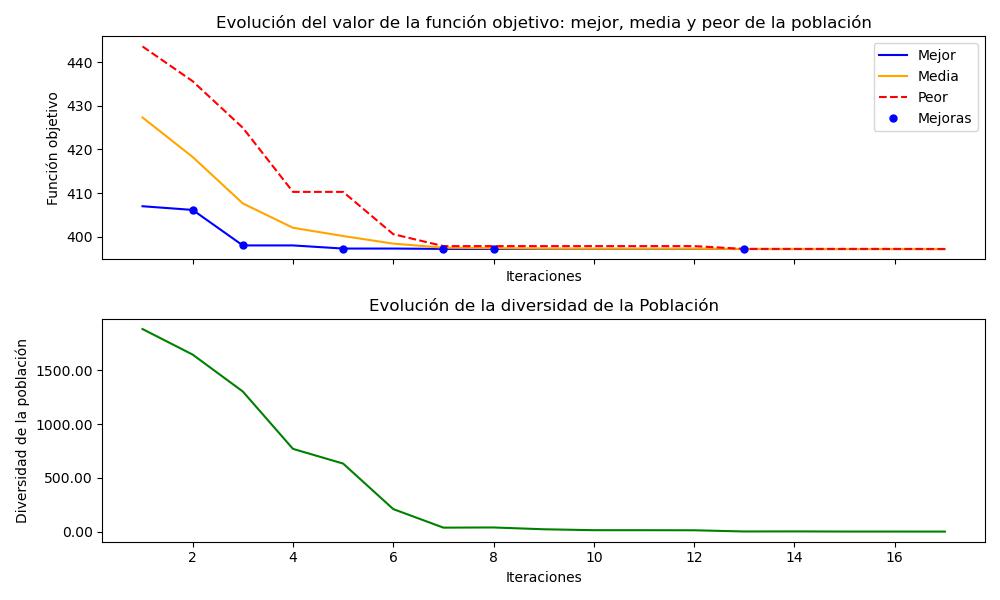 Evolución del valor de la función objetivo: mejor, media y peor de la población
Función objetivo
440
430
420
410
400
Mejor
Media
Peor
Mejoras
Iteraciones
Evolución de la diversidad de la Población
Diversidad de la población
1500.00
1000.00
500.00
0.00
2 4 6 8 10 12 14 16
Iteraciones